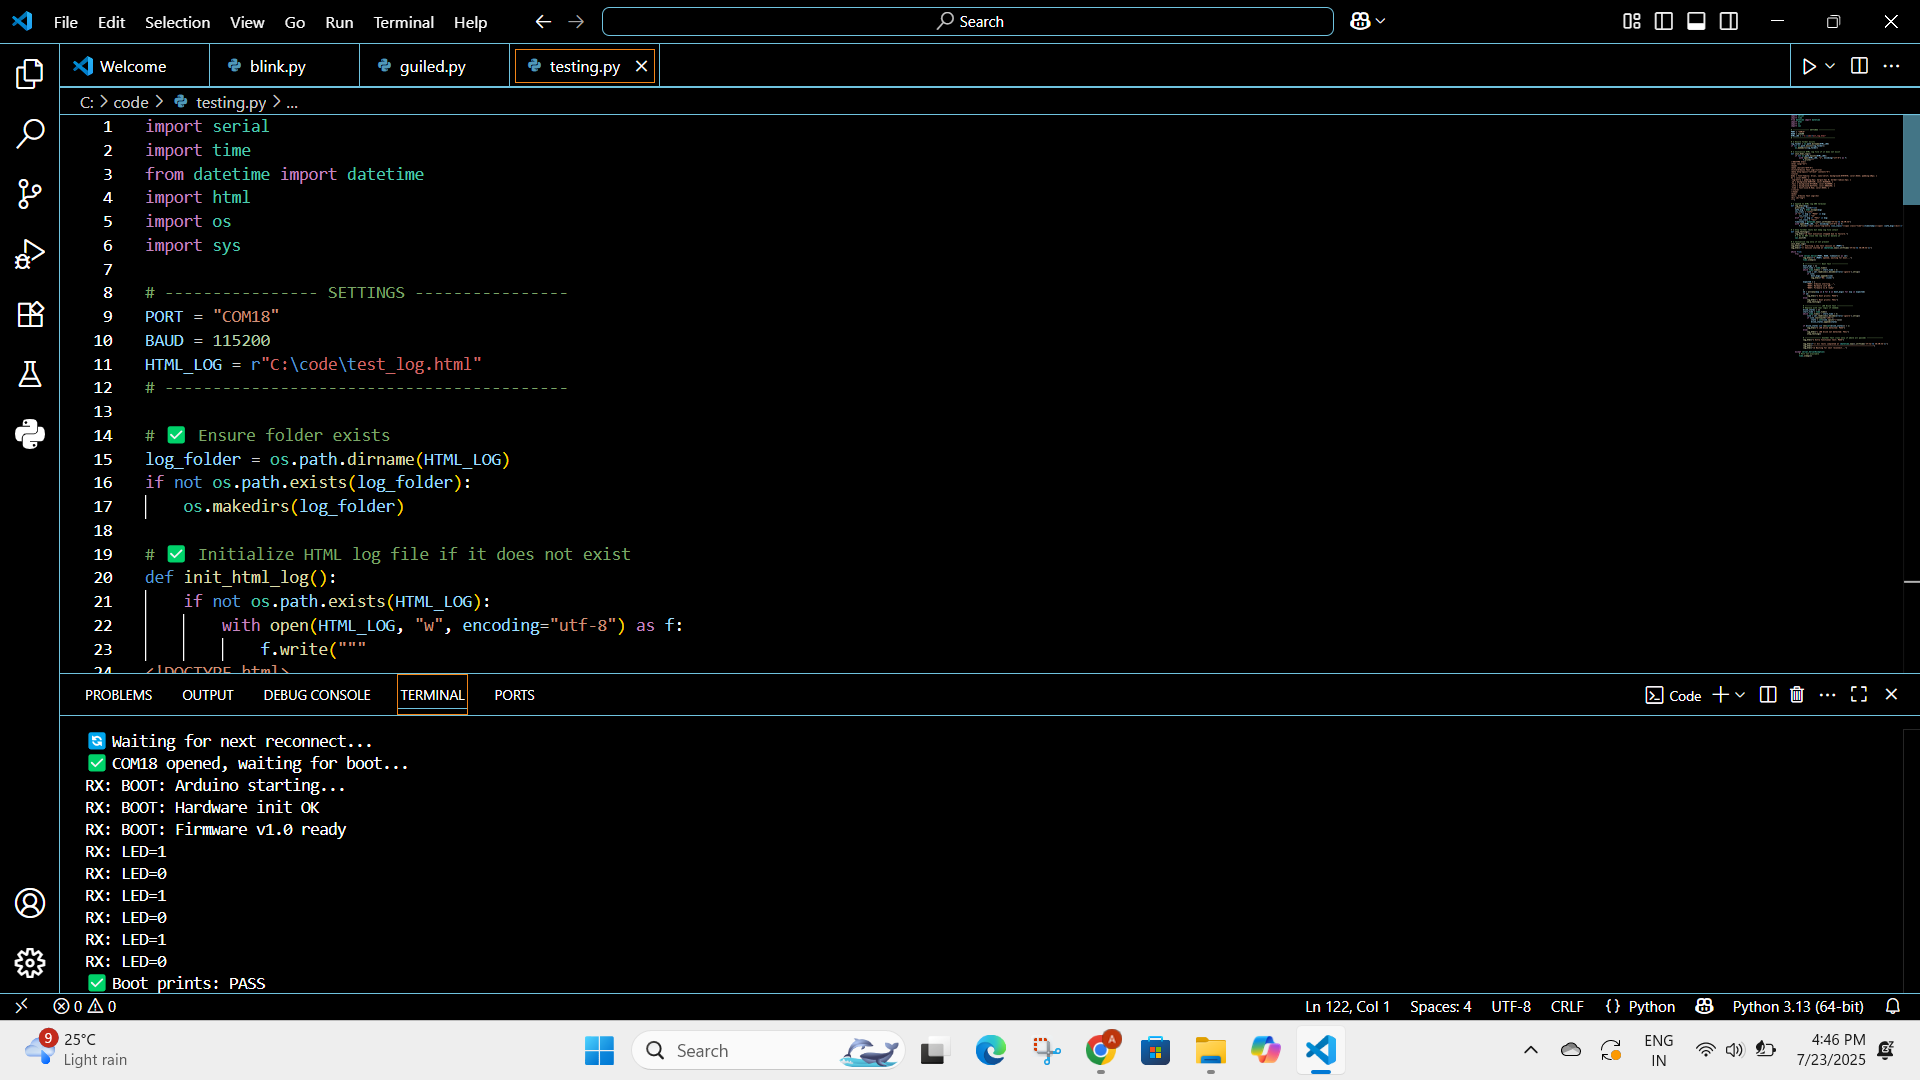 File Edit Selection View Go Run Terminal Help
Search
Welcome
blink.py
guiled.py
testing.py
C: > code > testing.py > ...
1 import serial
2 import time
3 from datetime import datetime
4 import html
5 import os
6 import sys
7
8 # ---------------- SETTINGS ----------------
9 PORT = "COM18"
10 BAUD = 115200
11 HTML_LOG = r"C:\code\test_log.html"
12 # ------------------------------------------
13
14 # ✅ Ensure folder exists
15 log_folder = os.path.dirname(HTML_LOG)
16 if not os.path.exists(log_folder):
17 os.makedirs(log_folder)
18
19 # ✅ Initialize HTML log file if it does not exist
20 def init_html_log():
21 if not os.path.exists(HTML_LOG):
22 with open(HTML_LOG, "w", encoding="utf-8") as f:
23 f.write("""
24 <!DOCTYPE html>
PROBLEMS OUTPUT DEBUG CONSOLE TERMINAL PORTS
Code
🔄 Waiting for next reconnect...
✅ COM18 opened, waiting for boot...
RX: BOOT: Arduino starting...
RX: BOOT: Hardware init OK
RX: BOOT: Firmware v1.0 ready
RX: LED=1
RX: LED=0
RX: LED=1
RX: LED=0
RX: LED=1
RX: LED=0
✅ Boot prints: PASS
0 0
Ln 122, Col 1 Spaces: 4 UTF-8 CRLF {} Python Python 3.13 (64-bit)
9
25°C
Light rain
Search
A
ENG
IN
4:46 PM
7/23/2025